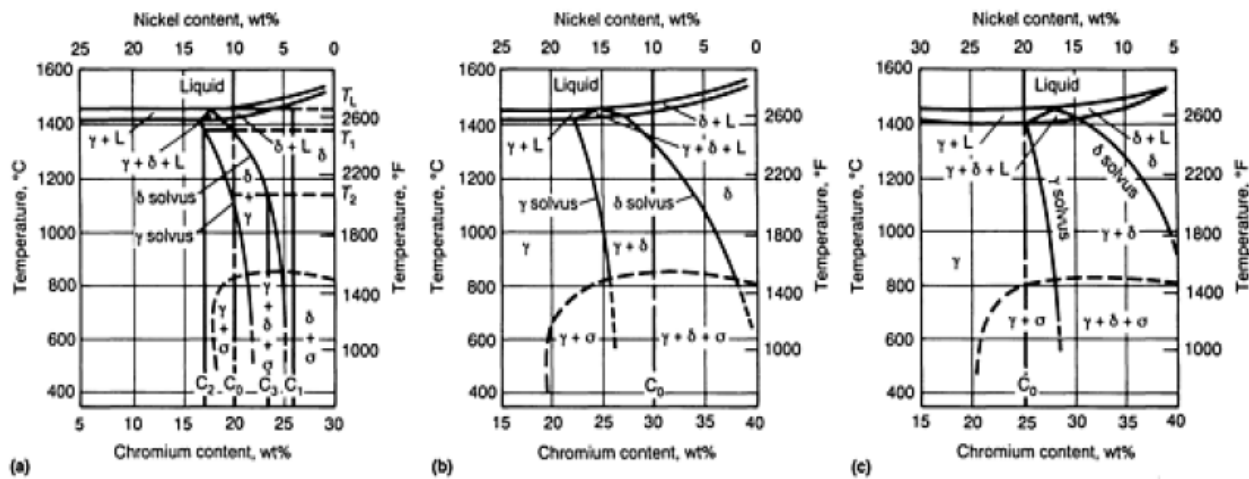 Nickel content, wt%
25 20 15 10 5 0
1600
1400
1200
1000
800
600
400
Temperature, °C
Liquid
T_L
2600
T_1
2200
T_2
1800
1400
1000
Temperature, °F
γ + L
γ + δ + L
δ + L
δ
δ solvus
δ
+
γ
γ solvus
γ
+
σ
γ
+
δ
+
σ
δ
+
σ
C_2 C_0 C_3 C_1
5 10 15 20 25 30
Chromium content, wt%
(a)
Nickel content, wt%
25 20 15 10 5 0
1600
1400
1200
1000
800
600
400
Temperature, °C
Liquid
2600
2200
1800
1400
1000
Temperature, °F
γ + L
δ + L
γ + δ + L
γ solvus
δ solvus
δ
γ
γ + δ
γ + σ
γ + δ + σ
C_0
15 20 25 30 35 40
Chromium content, wt%
(b)
Nickel content, wt%
30 25 20 15 10 5
1600
1400
1200
1000
800
600
400
Temperature, °C
Liquid
2600
2200
1800
1400
1000
Temperature, °F
γ + L
γ + δ + L
δ + L
δ solvus
δ
γ solvus
γ + δ
γ
γ + σ
γ + δ + σ
C_0
15 20 25 30 35 40
Chromium content, wt%
(c)